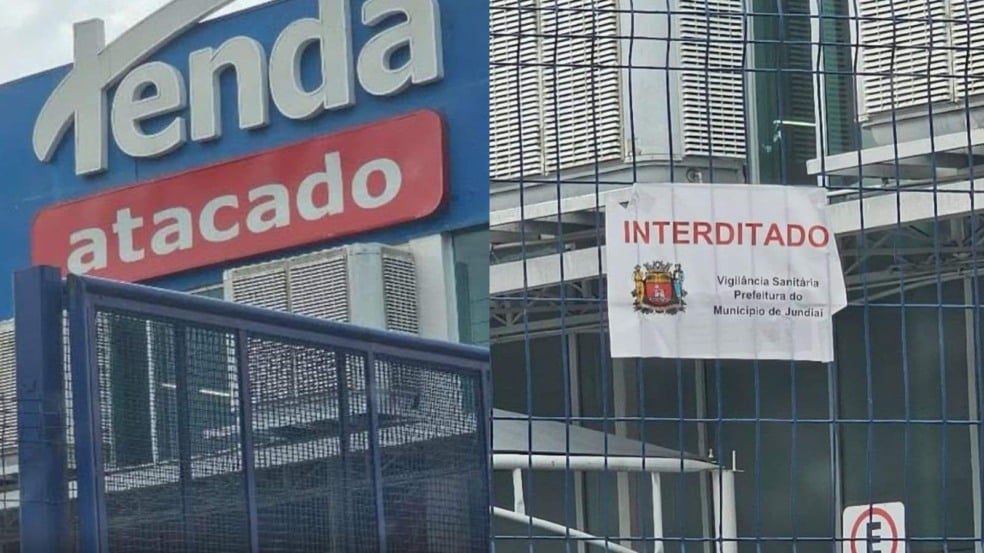 Tenda
atacado
INTERDITADO
Vigilância Sanitária
Prefeitura do
Município de Jundiaí
E